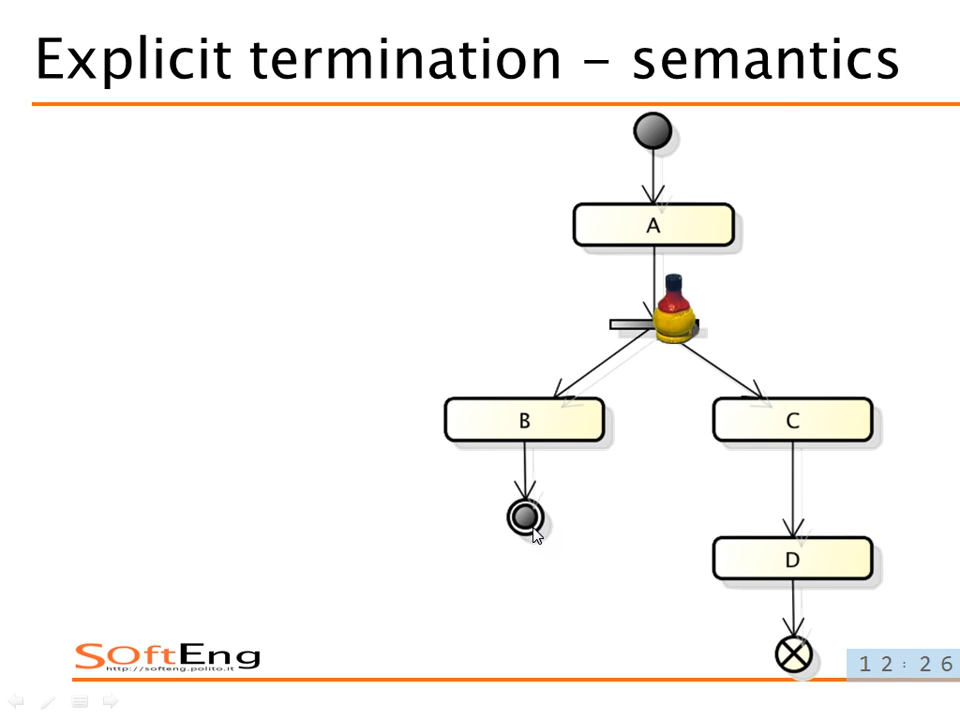 Explicit termination - semantics
A
B
C
D
SOftEng
http://softeng.polito.it
12:26